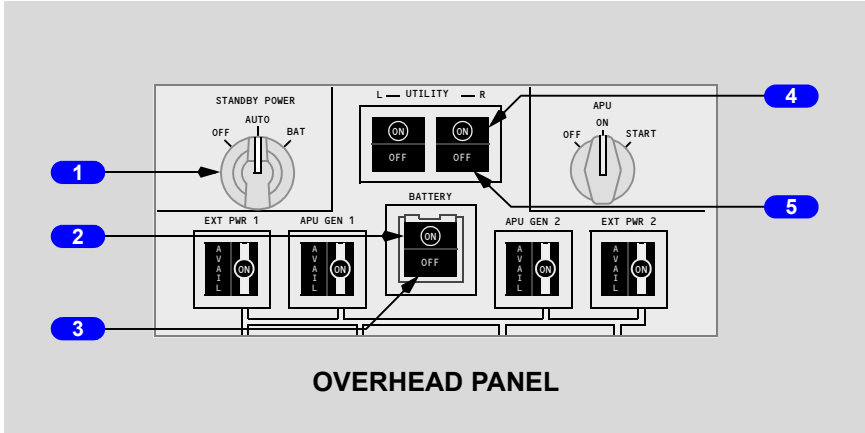 L UTILITY R
STANDBY POWER
OFF AUTO BAT
ON OFF
ON OFF
APU
OFF ON START
4
1
5
BATTERY
ON
OFF
EXT PWR 1
APU GEN 1
APU GEN 2
EXT PWR 2
2
AVAIL ON
AVAIL ON
AVAIL ON
AVAIL ON
3
OVERHEAD PANEL